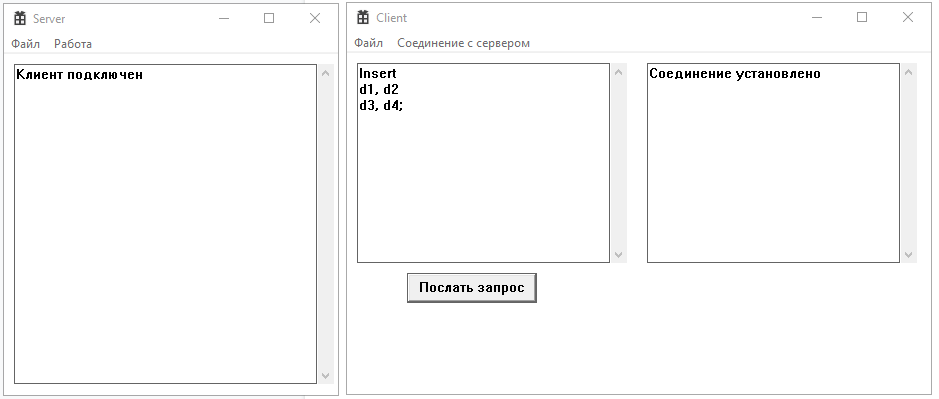 Server
Файл Работа
Клиент подключен
Client
Файл Соединение с сервером
Insert
d1, d2
d3, d4;
Соединение установлено
Послать запрос